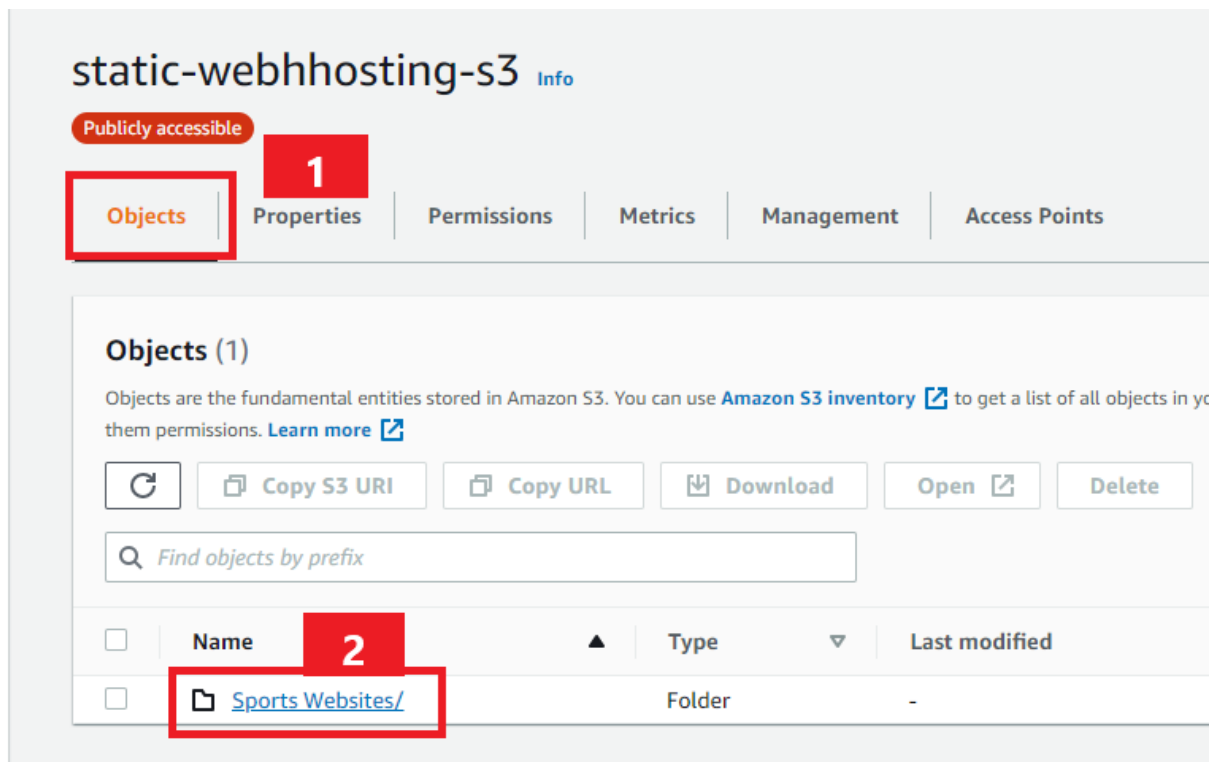 static-webhhosting-s3 Info
Publicly accessible
1
Objects Properties Permissions Metrics Management Access Points
Objects (1)
Objects are the fundamental entities stored in Amazon S3. You can use Amazon S3 inventory to get a list of all objects in
them permissions. Learn more
Copy S3 URI Copy URL Download Open Delete
Find objects by prefix
Name 2 Type Last modified
Sports Websites/ Folder -